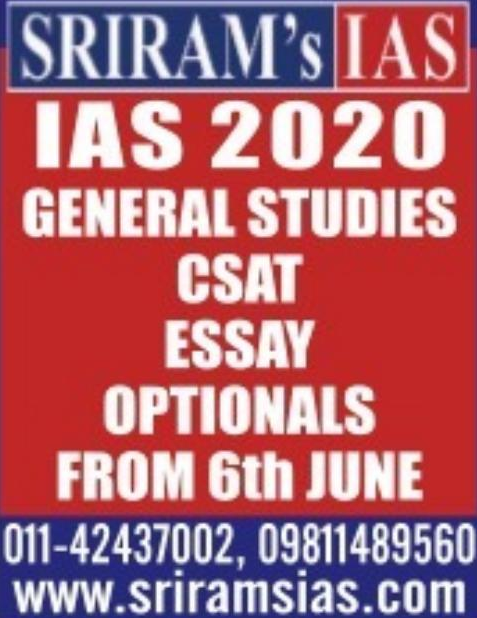 SRIRAM's IAS
IAS 2020
GENERAL STUDIES
CSAT
ESSAY
OPTIONALS
FROM 6th JUNE
011-42437002, 09811489560
www.sriramsias.com